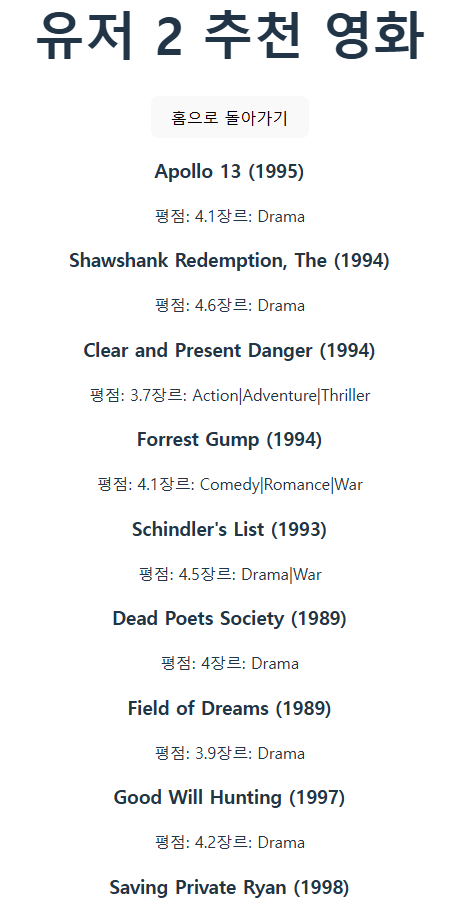 유저 2 추천 영화
홈으로 돌아가기
Apollo 13 (1995)
평점: 4.1장르: Drama
Shawshank Redemption, The (1994)
평점: 4.6장르: Drama
Clear and Present Danger (1994)
평점: 3.7장르: Action|Adventure|Thriller
Forrest Gump (1994)
평점: 4.1장르: Comedy|Romance|War
Schindler's List (1993)
평점: 4.5장르: Drama|War
Dead Poets Society (1989)
평점: 4장르: Drama
Field of Dreams (1989)
평점: 3.9장르: Drama
Good Will Hunting (1997)
평점: 4.2장르: Drama
Saving Private Ryan (1998)